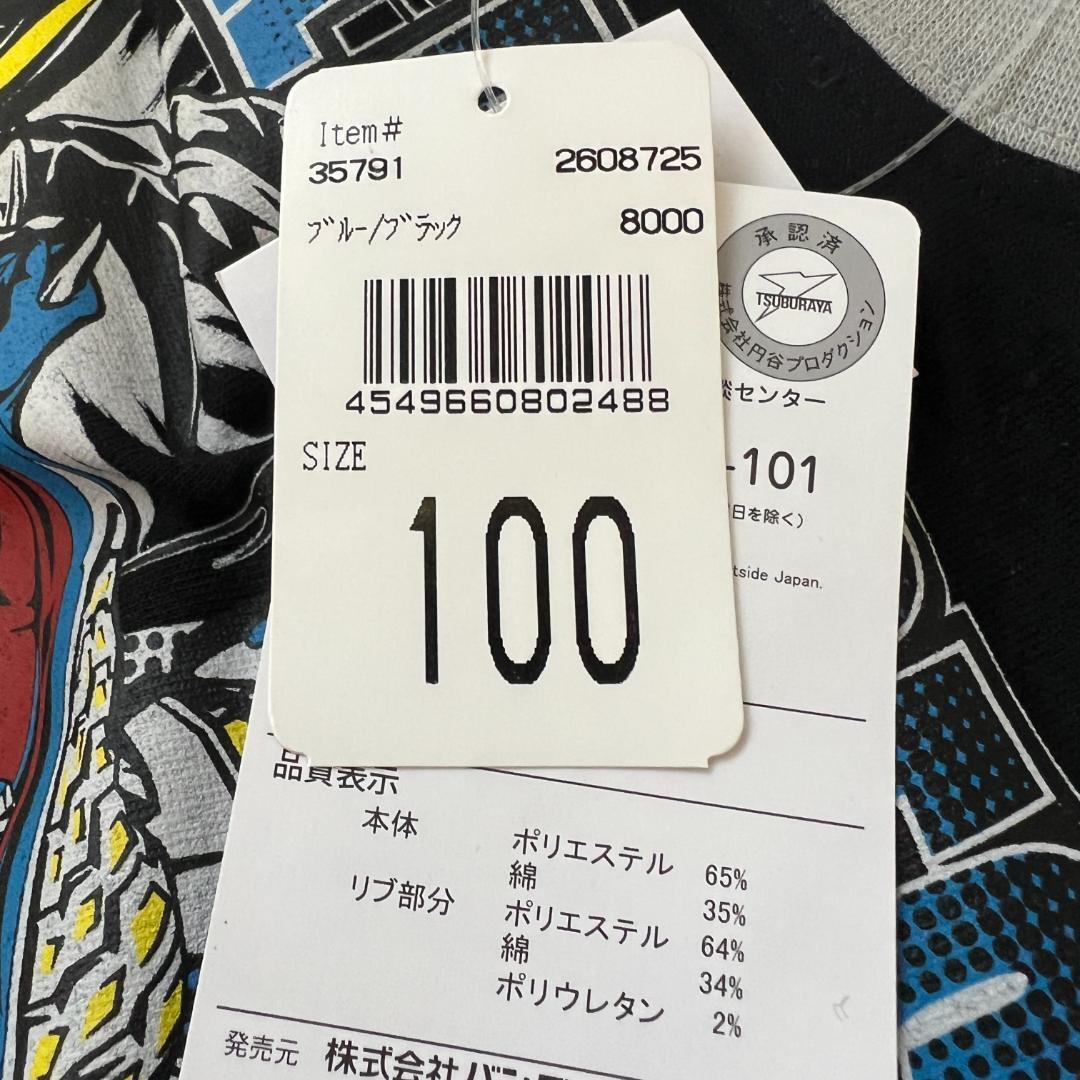 Item#
35791 2608725
ブルー/ブラック 8000
4549660802488
SIZE
100
承認済
TSUBURAYA
株式会社円谷プロダクション
センター
-101
日を除く)
tside Japan.
品質表示
本体 ポリエステル 65%
綿 35%
リブ部分 ポリエステル 64%
綿 34%
ポリウレタン 2%
発売元 株式会社バンダ